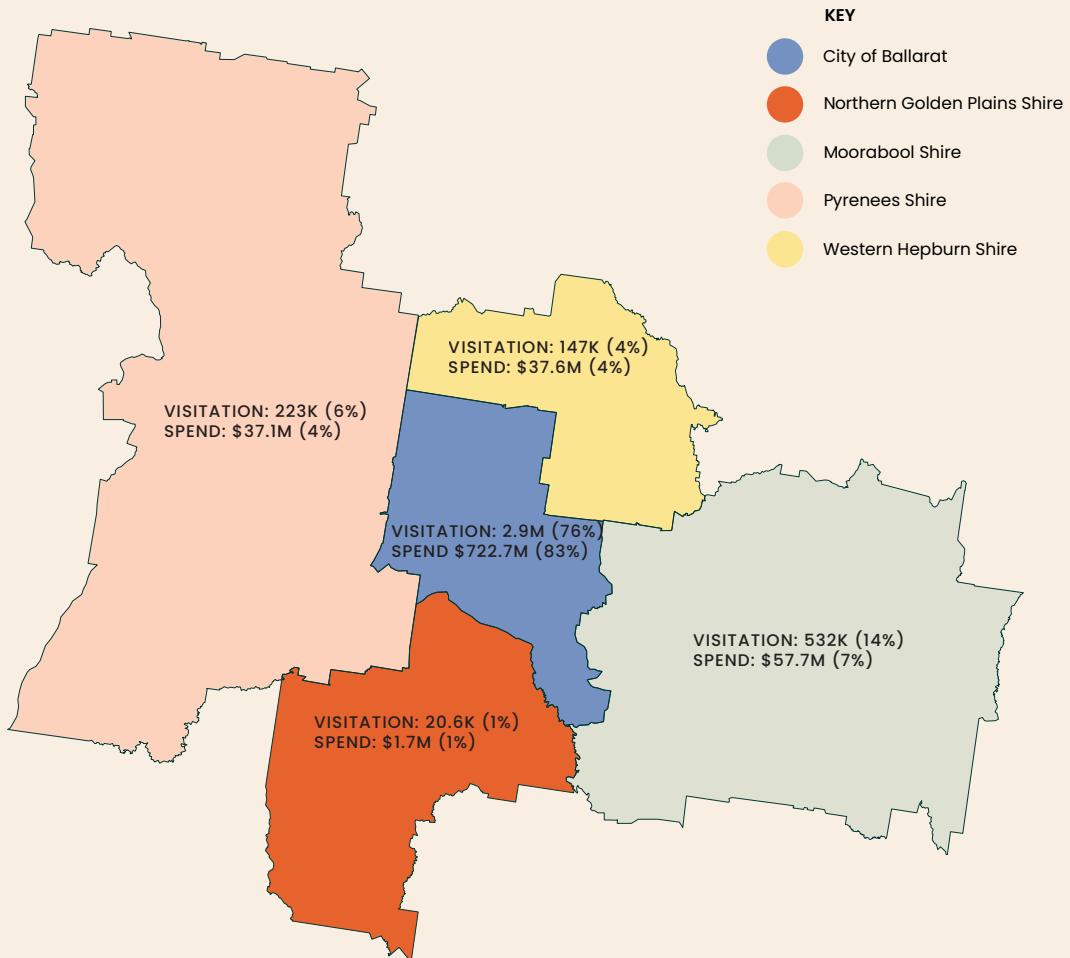 KEY
City of Ballarat
Northern Golden Plains Shire
Moorabool Shire
Pyrenees Shire
Western Hepburn Shire
VISITATION: 147K (4%)
SPEND: $37.6M (4%)
VISITATION: 223K (6%)
SPEND: $37.1M (4%)
VISITATION: 2.9M (76%)
SPEND $722.7M (83%)
VISITATION: 532K (14%)
SPEND: $57.7M (7%)
VISITATION: 20.6K (1%)
SPEND: $1.7M (1%)